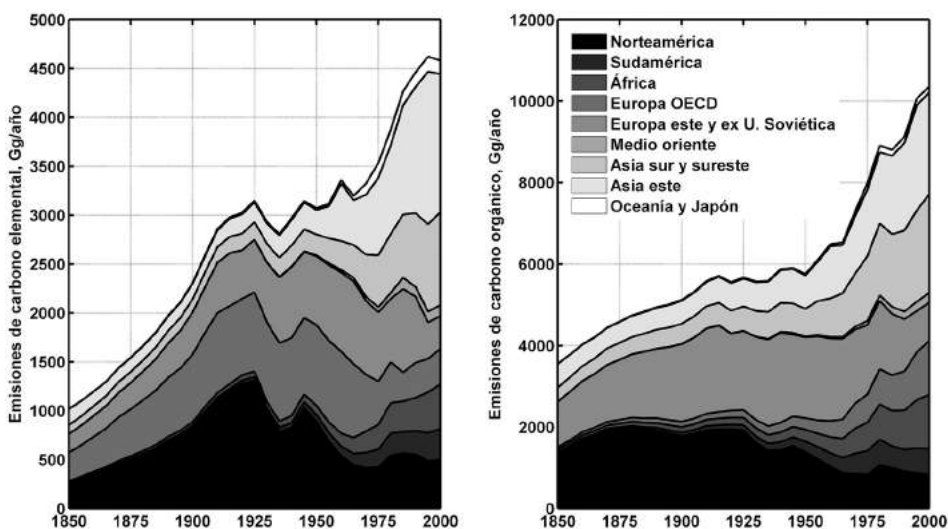 Emisiones de carbono elemental, Gg/año
5000
4500
4000
3500
3000
2500
2000
1500
1000
500
0
1850
1875
1900
1925
1950
1975
2000
Emisiones de carbono orgánico, Gg/año
12000
10000
8000
6000
4000
2000
0
Norteamérica
Sudamérica
África
Europa OECD
Europa este y ex U. Soviética
Medio oriente
Asia sur y sureste
Asia este
Oceanía y Japón
1850
1875
1900
1925
1950
1975
2000